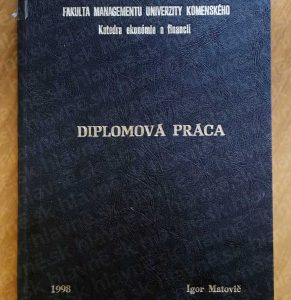 FAKULTA MANAGEMENTU UNIVERZITY KOMENSKÉHO
Katedra ekonómie a financií
DIPLOMOVÁ PRÁCA
1998 Igor Matovič